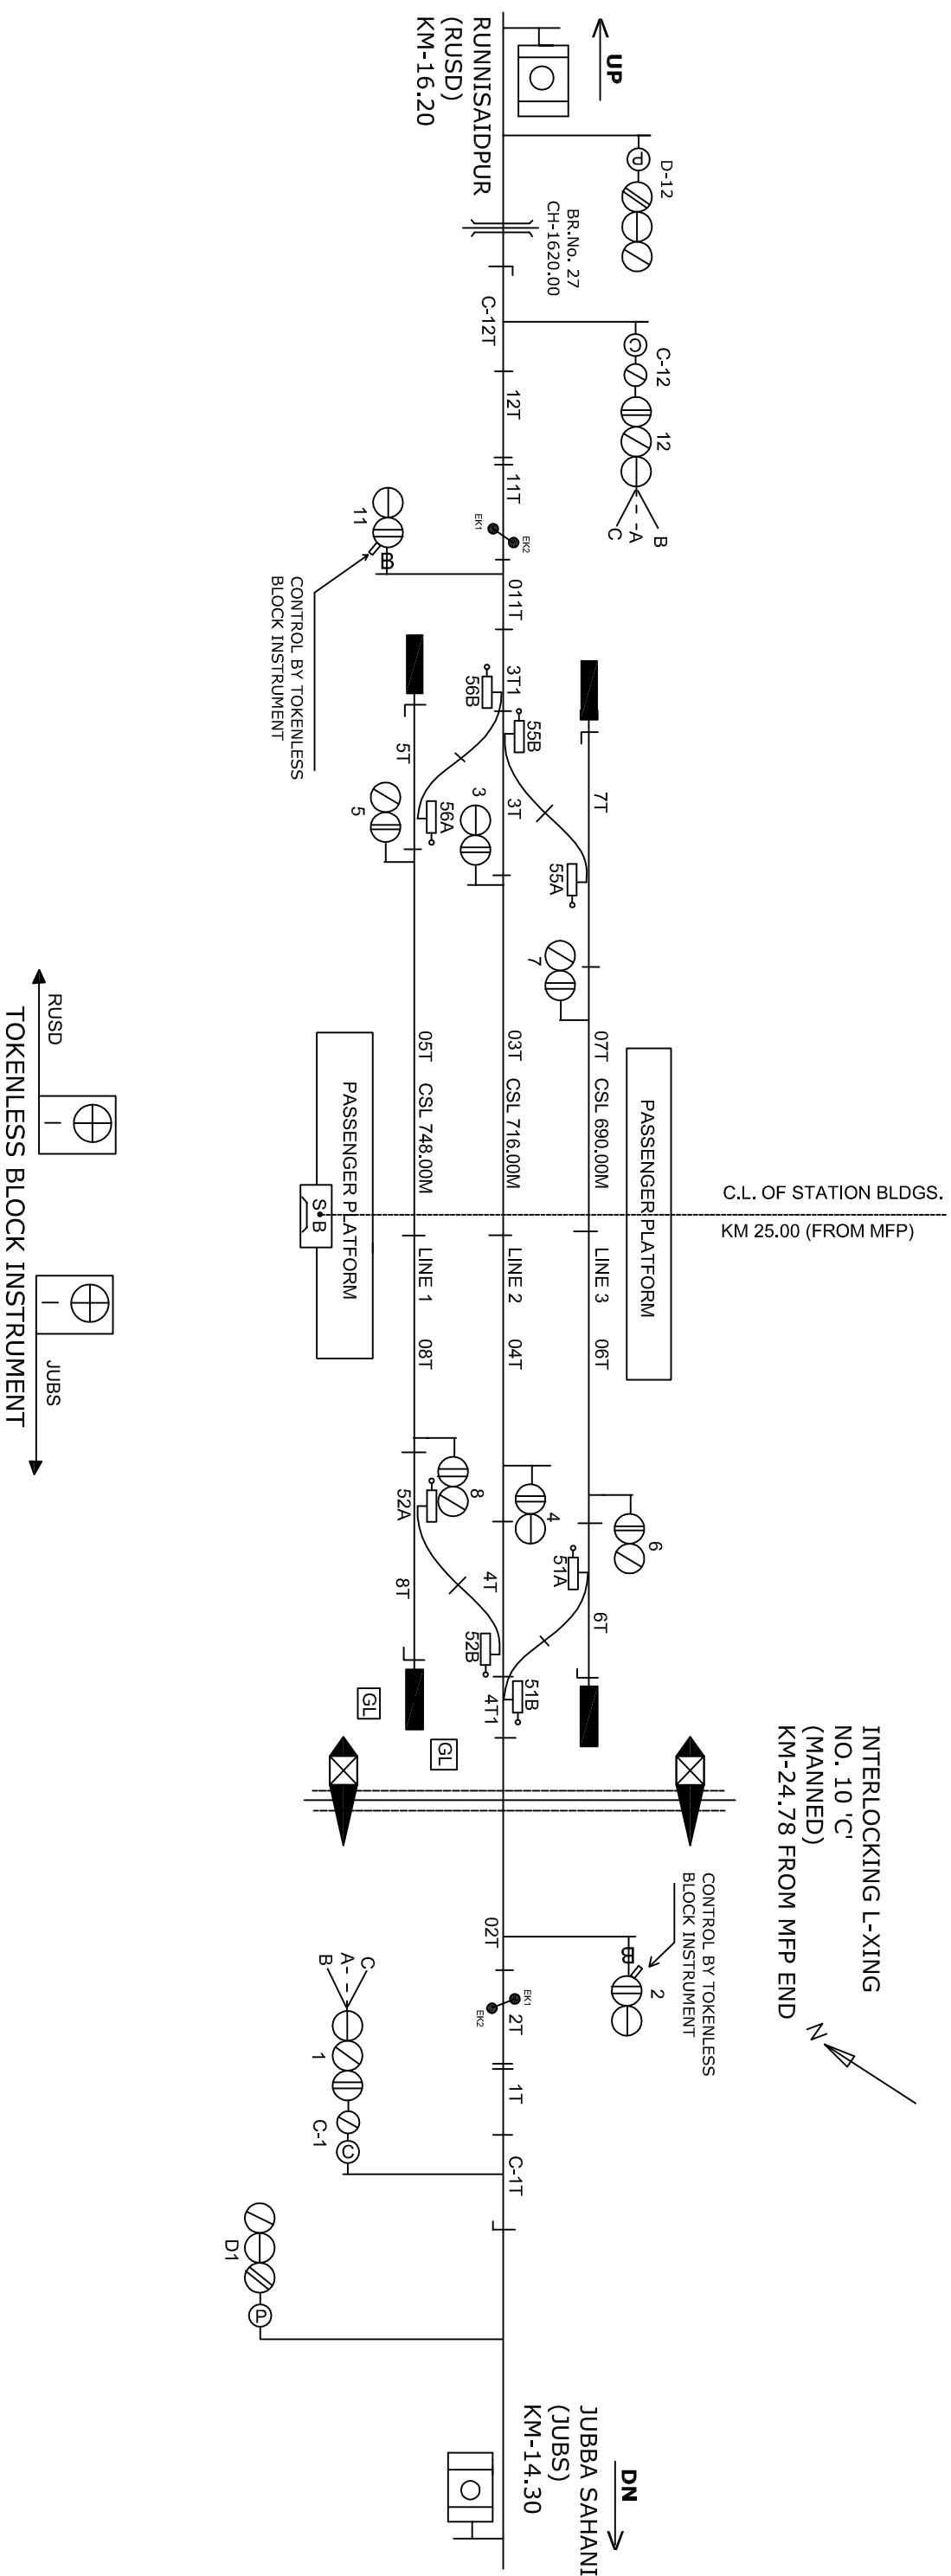 UP
RUNNISAIDPUR
(RUSD)
KM-16.20
D-12
P
BR.No. 27
CH-1620.00
C-12T
C-12
C
12
B
A
C
12T
11T
EK1
EK2
11
B
CONTROL BY TOKENLESS
BLOCK INSTRUMENT
011T
3T1
56B
55B
5T
56A
5
3
3T
7T
55A
7
05T
03T
07T
CSL 748.00M
CSL 716.00M
CSL 690.00M
PASSENGER PLATFORM
PASSENGER PLATFORM
S B
C.L. OF STATION BLDGS.
KM 25.00 (FROM MFP)
LINE 1
LINE 2
LINE 3
08T
04T
06T
8
52A
4
6
51A
8T
4T
6T
52B
51B
4T1
GL
GL
INTERLOCKING L-XING
NO. 10 'C'
(MANNED)
KM-24.78 FROM MFP END
N
CONTROL BY TOKENLESS
BLOCK INSTRUMENT
B
2
02T
EK1
EK2
2T
1T
C
A
B
1
C-1
C
C-1T
D1
P
DN
JUBBA SAHANI
(JUBS)
KM-14.30
RUSD
JUBS
TOKENLESS BLOCK INSTRUMENT